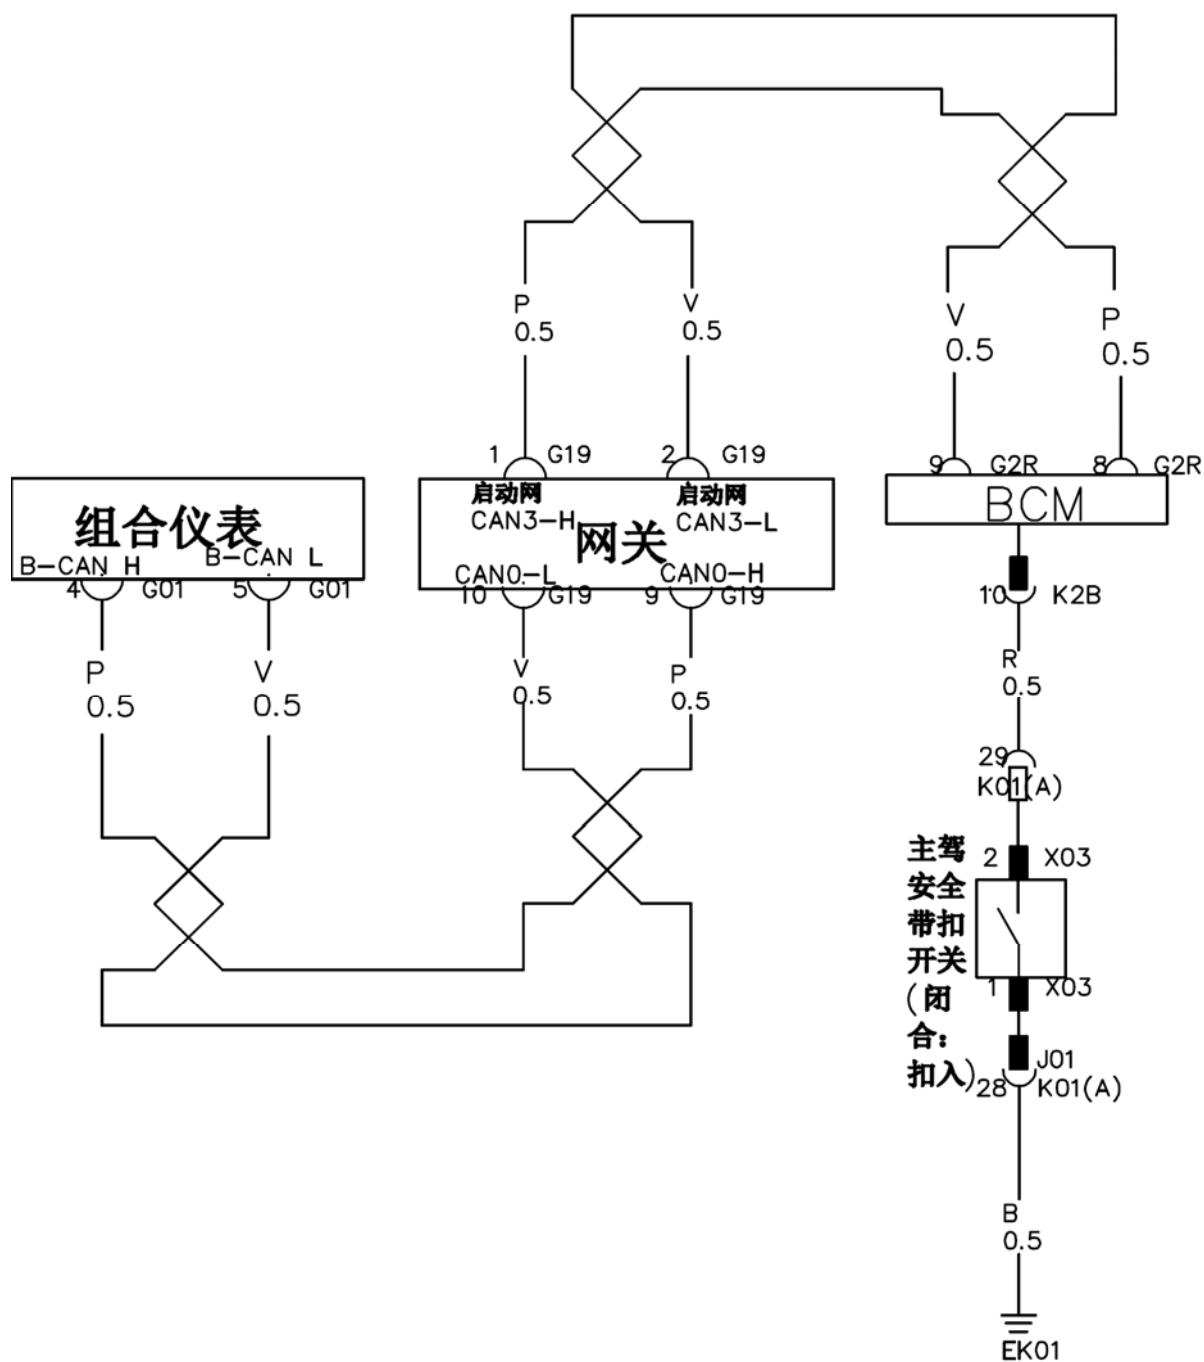 P
0.5
V
0.5
V
0.5
P
0.5
1
G19
2
G19
9
G2R
8
G2R
组合仪表
B-CAN H
B-CAN L
4
G01
5
G01
启动网
CAN3-H
启动网
CAN3-L
网关
CAN0-L
CAN0-H
10
G19
9
G19
BCM
10
K2B
P
0.5
V
0.5
V
0.5
P
0.5
R
0.5
29
K01(A)
主驾
安全
带扣
开关
(闭
合:
扣入)
2
X03
1
X03
J01
28
K01(A)
B
0.5
EK01